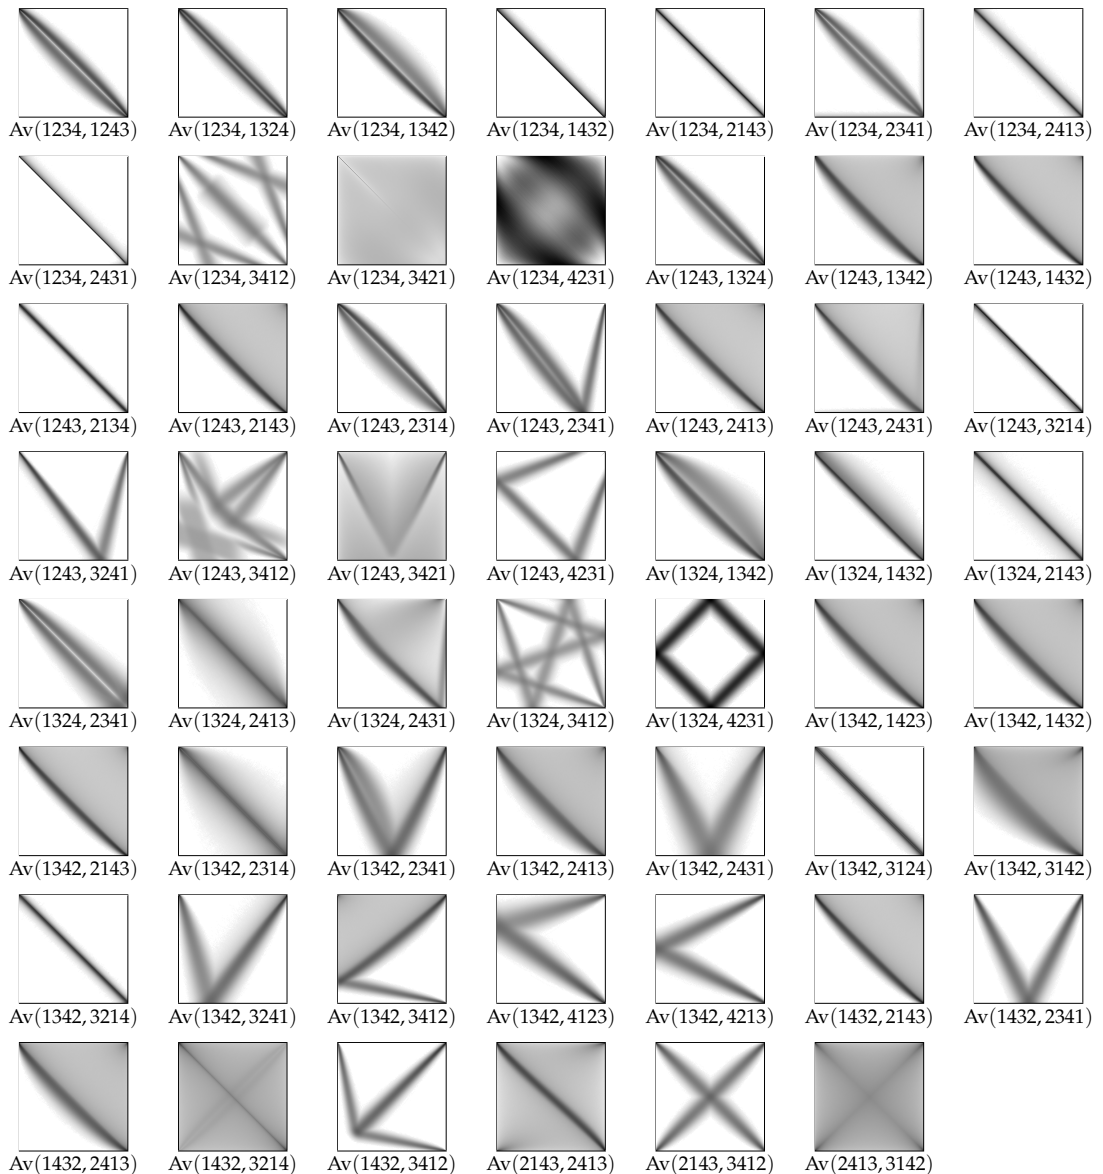 Av(1234, 1243) Av(1234, 1324) Av(1234, 1342) Av(1234, 1432) Av(1234, 2143) Av(1234, 2341) Av(1234, 2413)
Av(1234, 2431) Av(1234, 3412) Av(1234, 3421) Av(1234, 4231) Av(1243, 1324) Av(1243, 1342) Av(1243, 1432)
Av(1243, 2134) Av(1243, 2143) Av(1243, 2314) Av(1243, 2341) Av(1243, 2413) Av(1243, 2431) Av(1243, 3214)
Av(1243, 3241) Av(1243, 3412) Av(1243, 3421) Av(1243, 4231) Av(1324, 1342) Av(1324, 1432) Av(1324, 2143)
Av(1324, 2341) Av(1324, 2413) Av(1324, 2431) Av(1324, 3412) Av(1324, 4231) Av(1342, 1423) Av(1342, 1432)
Av(1342, 2143) Av(1342, 2314) Av(1342, 2341) Av(1342, 2413) Av(1342, 2431) Av(1342, 3124) Av(1342, 3142)
Av(1342, 3214) Av(1342, 3241) Av(1342, 3412) Av(1342, 4123) Av(1342, 4213) Av(1432, 2143) Av(1432, 2341)
Av(1432, 2413) Av(1432, 3214) Av(1432, 3412) Av(2143, 2413) Av(2143, 3412) Av(2413, 3142)